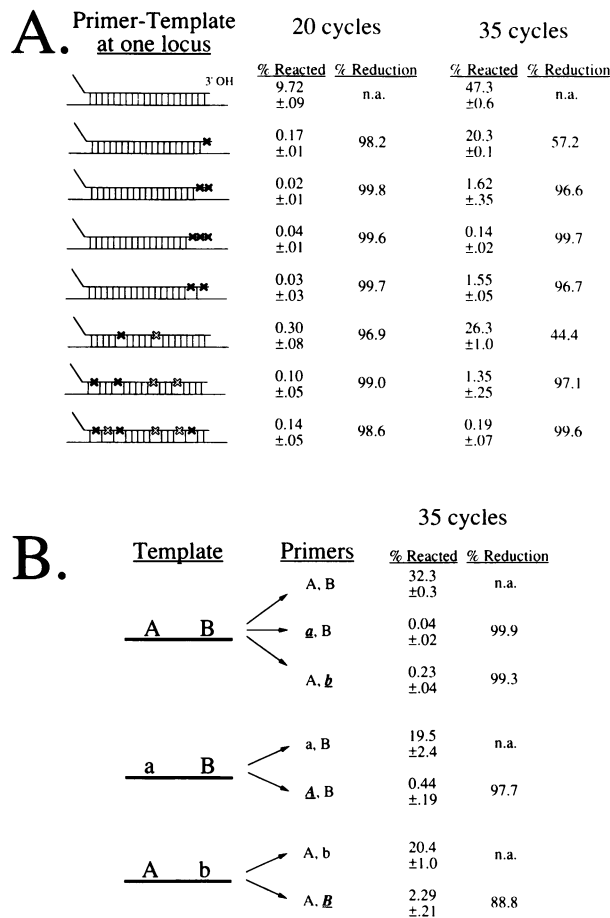 A.
Primer-Template
at one locus
20 cycles
35 cycles
% Reacted % Reduction % Reacted % Reduction
3' OH
9.72
±.09 n.a. 47.3
±0.6 n.a.
0.17
±.01 98.2 20.3
±0.1 57.2
0.02
±.01 99.8 1.62
±.35 96.6
0.04
±.01 99.6 0.14
±.02 99.7
0.03
±.03 99.7 1.55
±.05 96.7
0.30
±.08 96.9 26.3
±1.0 44.4
0.10
±.05 99.0 1.35
±.25 97.1
0.14
±.05 98.6 0.19
±.07 99.6
B.
35 cycles
Template Primers % Reacted % Reduction
A B
A, B 32.3
±0.3 n.a.
a, B 0.04
±.02 99.9
A, b 0.23
±.04 99.3
a B
a, B 19.5
±2.4 n.a.
A, B 0.44
±.19 97.7
A b
A, b 20.4
±1.0 n.a.
A, B 2.29
±.21 88.8